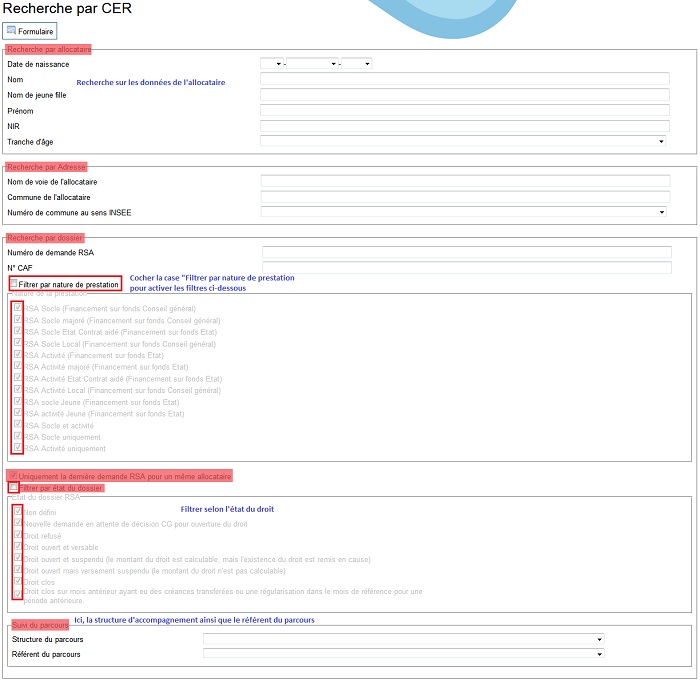 Recherche par CER
Formulaire
Recherche par allocataire
Date de naissance
Nom
Recherche sur les données de l'allocataire
Nom de jeune fille
Prénom
NIR
Tranche d'âge
Recherche par Adresse
Nom de voie de l'allocataire
Commune de l'allocataire
Numéro de commune au sens INSEE
Recherche par dossier
Numéro de demande RSA
N° CAF
Filtrer par nature de prestation
Cocher la case "Filtrer par nature de prestation
pour activer les filtres ci-dessous
Nature de la prestation
RSA Socle (Financement sur fonds Conseil général)
RSA Socle majoré (Financement sur fonds Conseil général)
RSA Socle Etat Contrat aidé (Financement sur fonds Etat)
RSA Socle Local (Financement sur fonds Conseil général)
RSA Activité (Financement sur fonds Etat)
RSA Activité majoré (Financement sur fonds Etat)
RSA Activité Etat Contrat aidé (Financement sur fonds Etat)
RSA Activité Local (Financement sur fonds Conseil général)
RSA socle Jeune (Financement sur fonds Etat)
RSA activité Jeune (Financement sur fonds Etat)
RSA Socle et activité
RSA Socle uniquement
RSA Activité uniquement
Uniquement la dernière demande RSA pour un même allocataire
Filtrer par état du dossier
Etat du dossier RSA
Filtrer selon l'état du droit
Non défini
Nouvelle demande en attente de décision CG pour ouverture du droit
Droit refusé
Droit ouvert et versable
Droit ouvert et suspendu (le montant du droit est calculable, mais l'existence du droit est remis en cause)
Droit ouvert mais versement suspendu (le montant du droit n'est pas calculable)
Droit clos
Droit clos sur mois antérieur ayant eu des créances transferées ou une régularisation dans le mois de référence pour une
période antérieure.
Suivi du parcours
Ici, la structure d'accompagnement ainsi que le référent du parcours
Structure du parcours
Référent du parcours